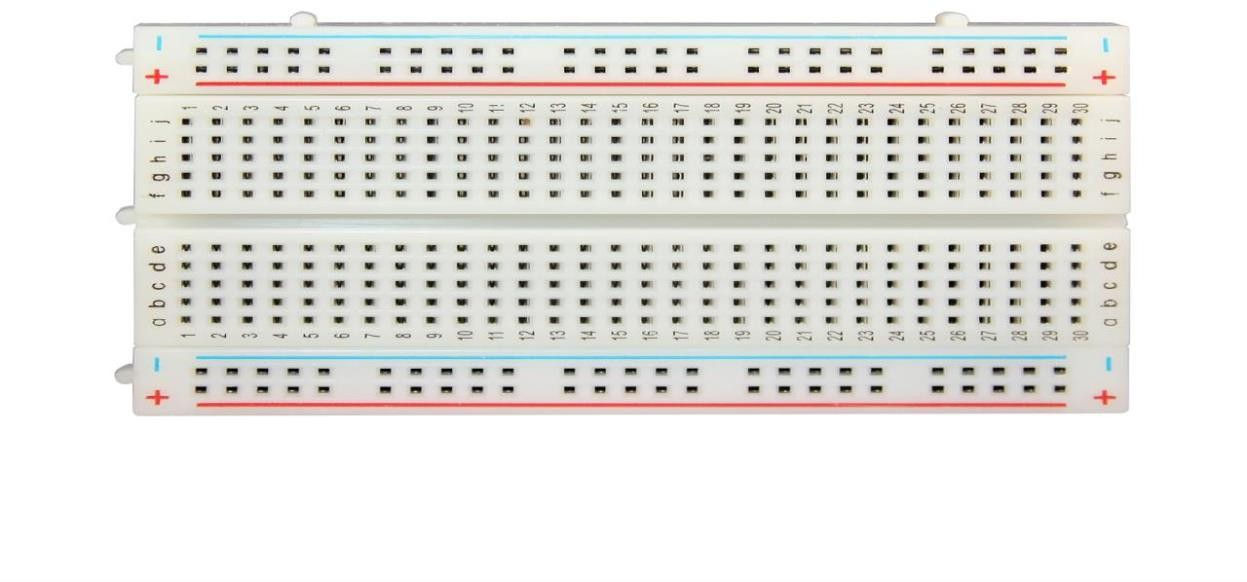 - -
+ +
1 2 3 4 5 6 7 8 9 10 11 12 13 14 15 16 17 18 19 20 21 22 23 24 25 26 27 28 29 30
j j
i i
h h
g g
f f
e e
d d
c c
b b
a a
1 2 3 4 5 6 7 8 9 10 11 12 13 14 15 16 17 18 19 20 21 22 23 24 25 26 27 28 29 30
- -
+ +